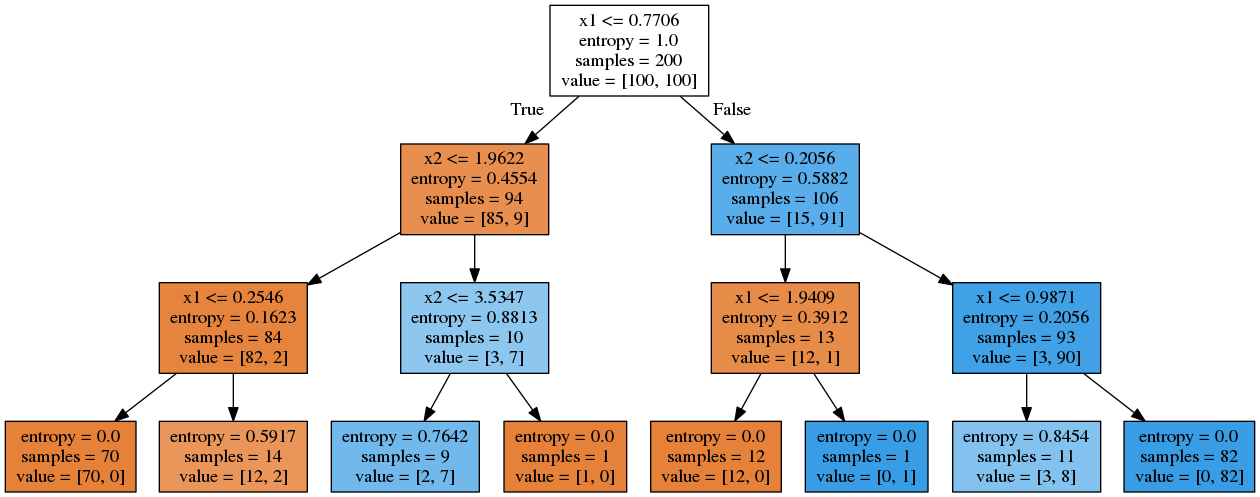 x1 <= 0.7706
entropy = 1.0
samples = 200
value = [100, 100]
True
False
x2 <= 1.9622
entropy = 0.4554
samples = 94
value = [85, 9]
x2 <= 0.2056
entropy = 0.5882
samples = 106
value = [15, 91]
x1 <= 0.2546
entropy = 0.1623
samples = 84
value = [82, 2]
x2 <= 3.5347
entropy = 0.8813
samples = 10
value = [3, 7]
x1 <= 1.9409
entropy = 0.3912
samples = 13
value = [12, 1]
x1 <= 0.9871
entropy = 0.2056
samples = 93
value = [3, 90]
entropy = 0.0
samples = 70
value = [70, 0]
entropy = 0.5917
samples = 14
value = [12, 2]
entropy = 0.7642
samples = 9
value = [2, 7]
entropy = 0.0
samples = 1
value = [1, 0]
entropy = 0.0
samples = 12
value = [12, 0]
entropy = 0.0
samples = 1
value = [0, 1]
entropy = 0.8454
samples = 11
value = [3, 8]
entropy = 0.0
samples = 82
value = [0, 82]